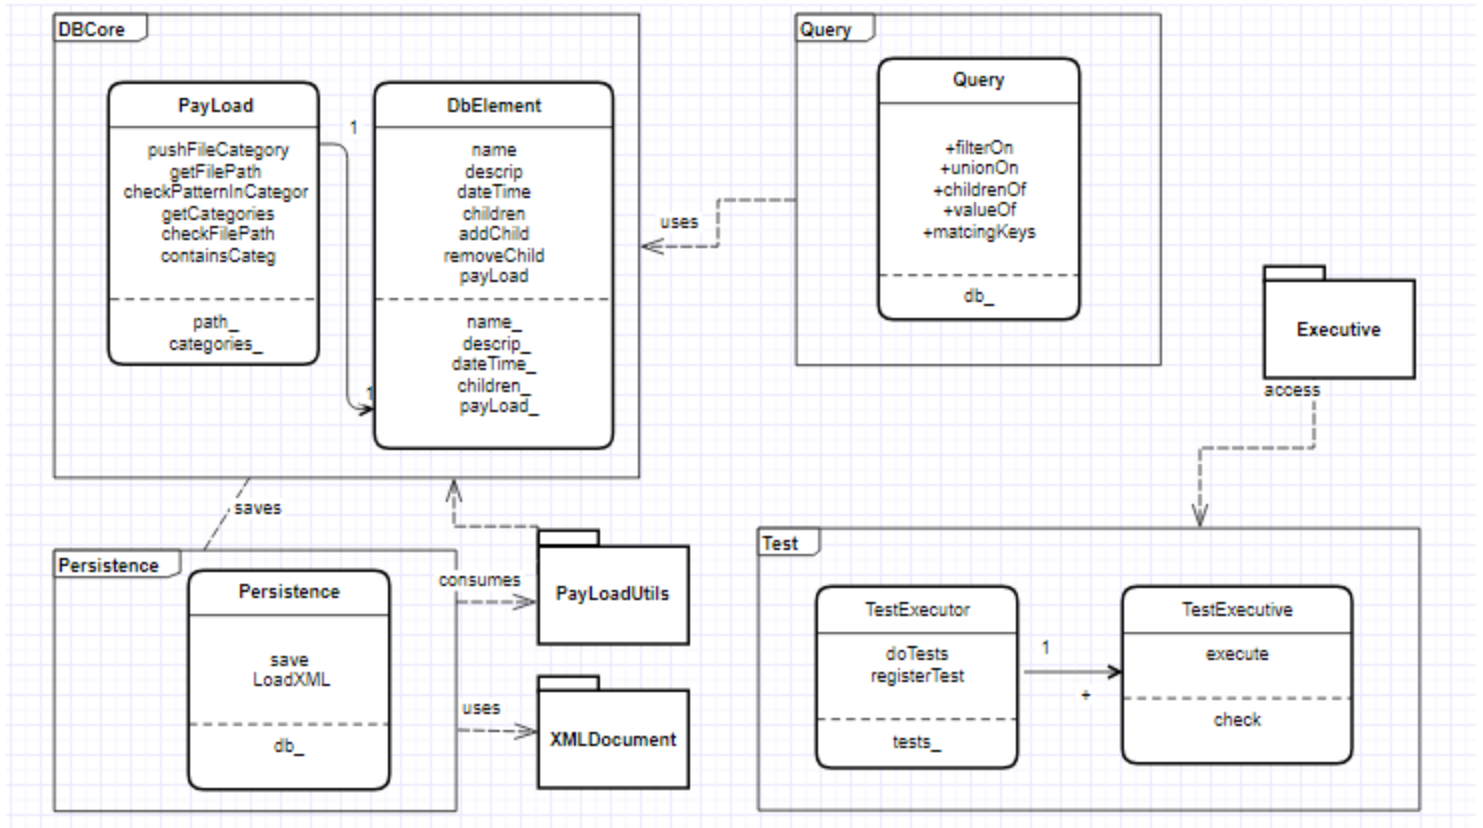 DBCore
PayLoad
pushFileCategory
getFilePath
checkPatternInCategor
getCategories
checkFilePath
containsCateg
path_
categories_
1
1
DbElement
name
descrip
dateTime
children
addChild
removeChild
payLoad
name_
descrip_
dateTime_
children_
payLoad_
uses
Query
Query
+filterOn
+unionOn
+childrenOf
+valueOf
+matcingKeys
db_
Executive
access
saves
Persistence
Persistence
save
LoadXML
db_
consumes
PayLoadUtils
uses
XMLDocument
Test
TestExecutor
doTests
registerTest
tests_
1
+
TestExecutive
execute
check